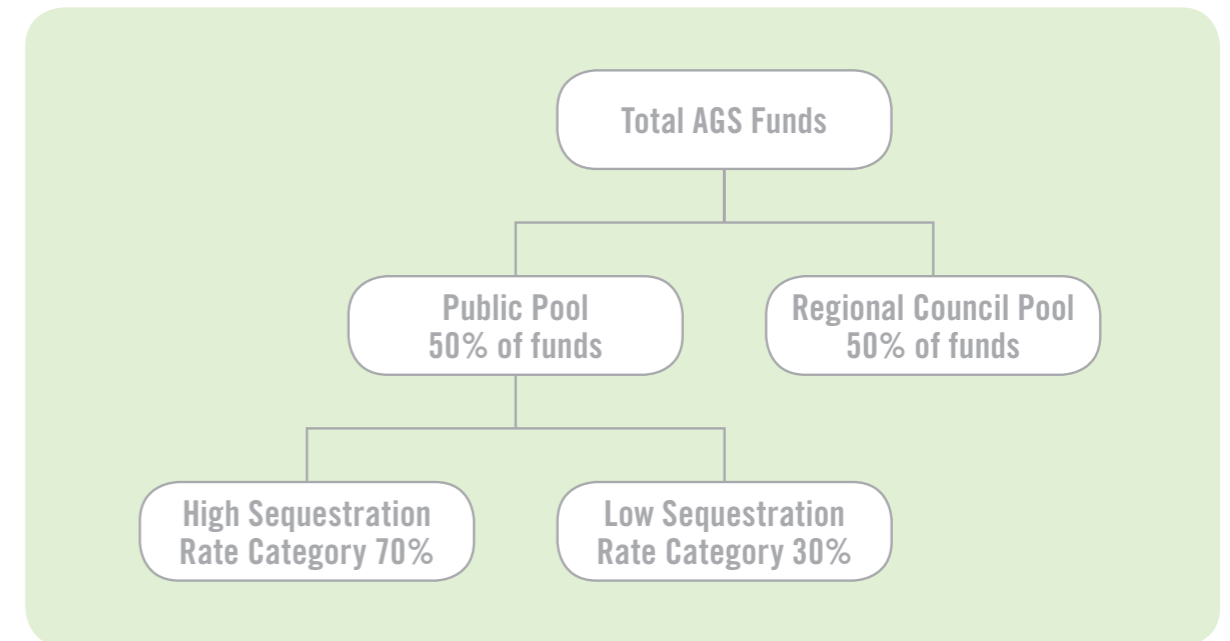 Total AGS Funds
Public Pool
50% of funds
Regional Council Pool
50% of funds
High Sequestration
Rate Category 70%
Low Sequestration
Rate Category 30%